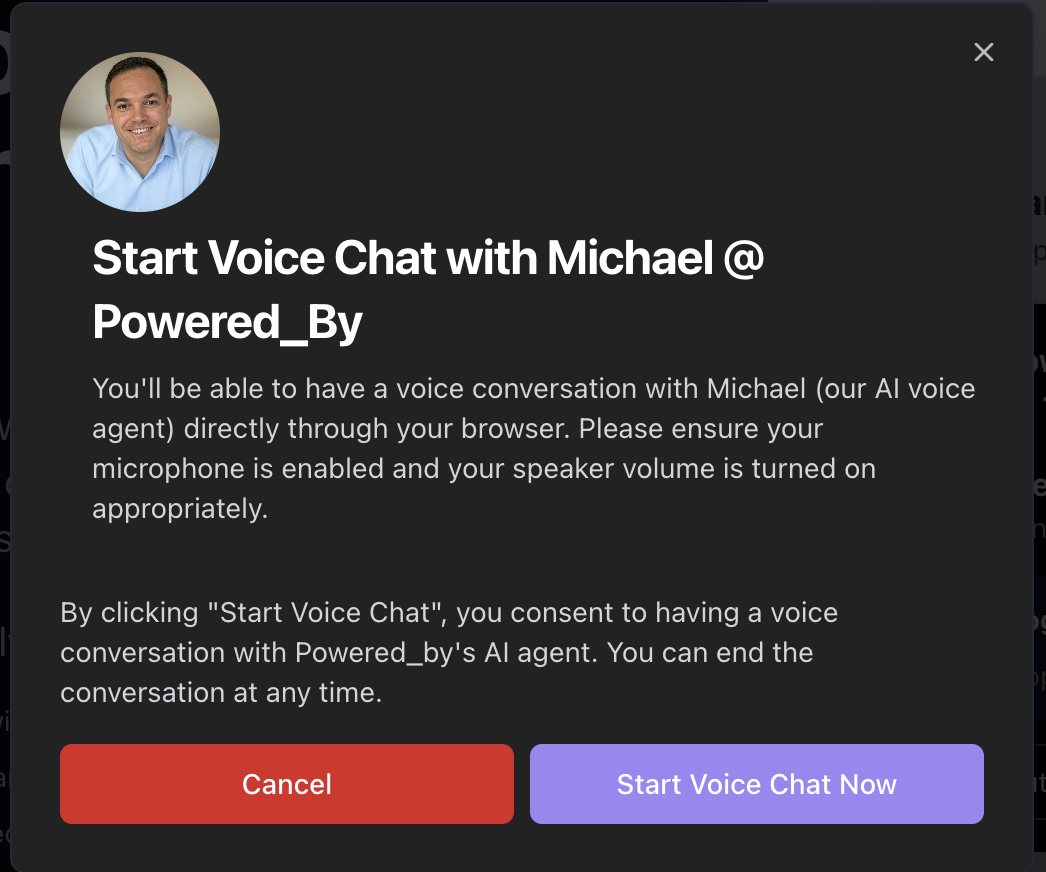 Start Voice Chat with Michael @
Powered_By
You'll be able to have a voice conversation with Michael (our AI voice
agent) directly through your browser. Please ensure your
microphone is enabled and your speaker volume is turned on
appropriately.
By clicking "Start Voice Chat", you consent to having a voice
conversation with Powered_by's AI agent. You can end the
conversation at any time.
Cancel
Start Voice Chat Now